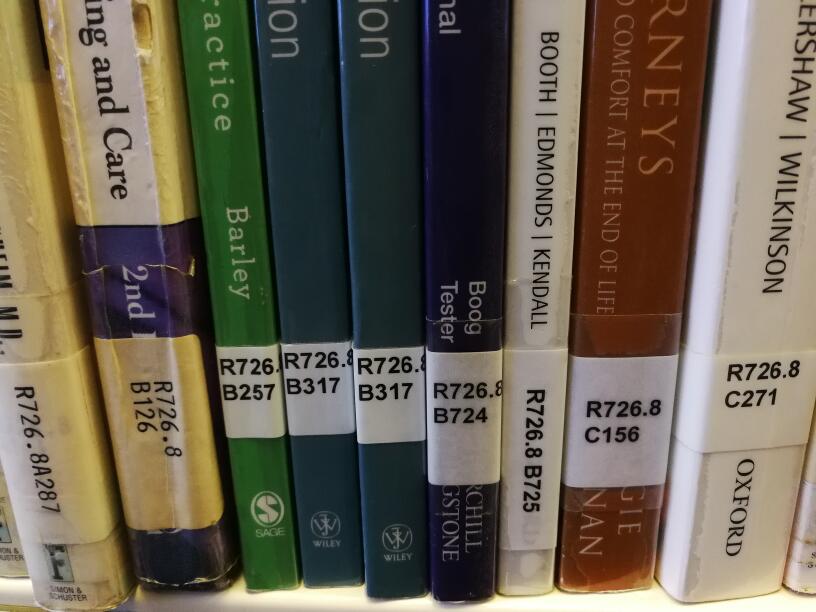 HEIM, M.D..
R726.8A287
SIMON &
SCHUSTER
ing and Care
2nd
R726.8
B126
ractice
Barley
R726.
B257
SAGE
ion
R726.8
B317
WILEY
ion
R726.8
B317
WILEY
nal
Boog
Tester
R726.8
B724
RCHILL
GSTONE
BOOTH | EDMONDS | KENDALL
R726.8 B725
RNEYS
D COMFORT AT THE END OF LIFE
R726.8
C156
GIE
NAN
ERSHAW | WILKINSON
R726.8
C271
OXFORD